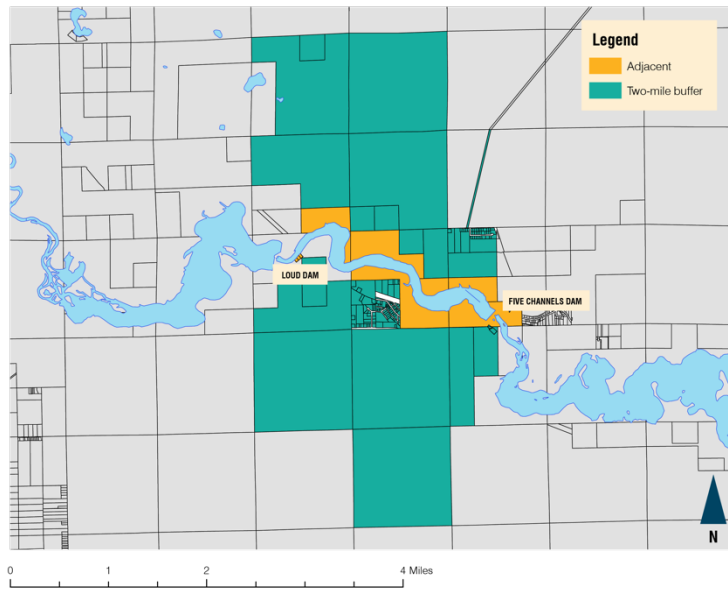 Legend
Adjacent
Two-mile buffer
LOUD DAM
FIVE CHANNELS DAM
N
0 1 2 4 Miles